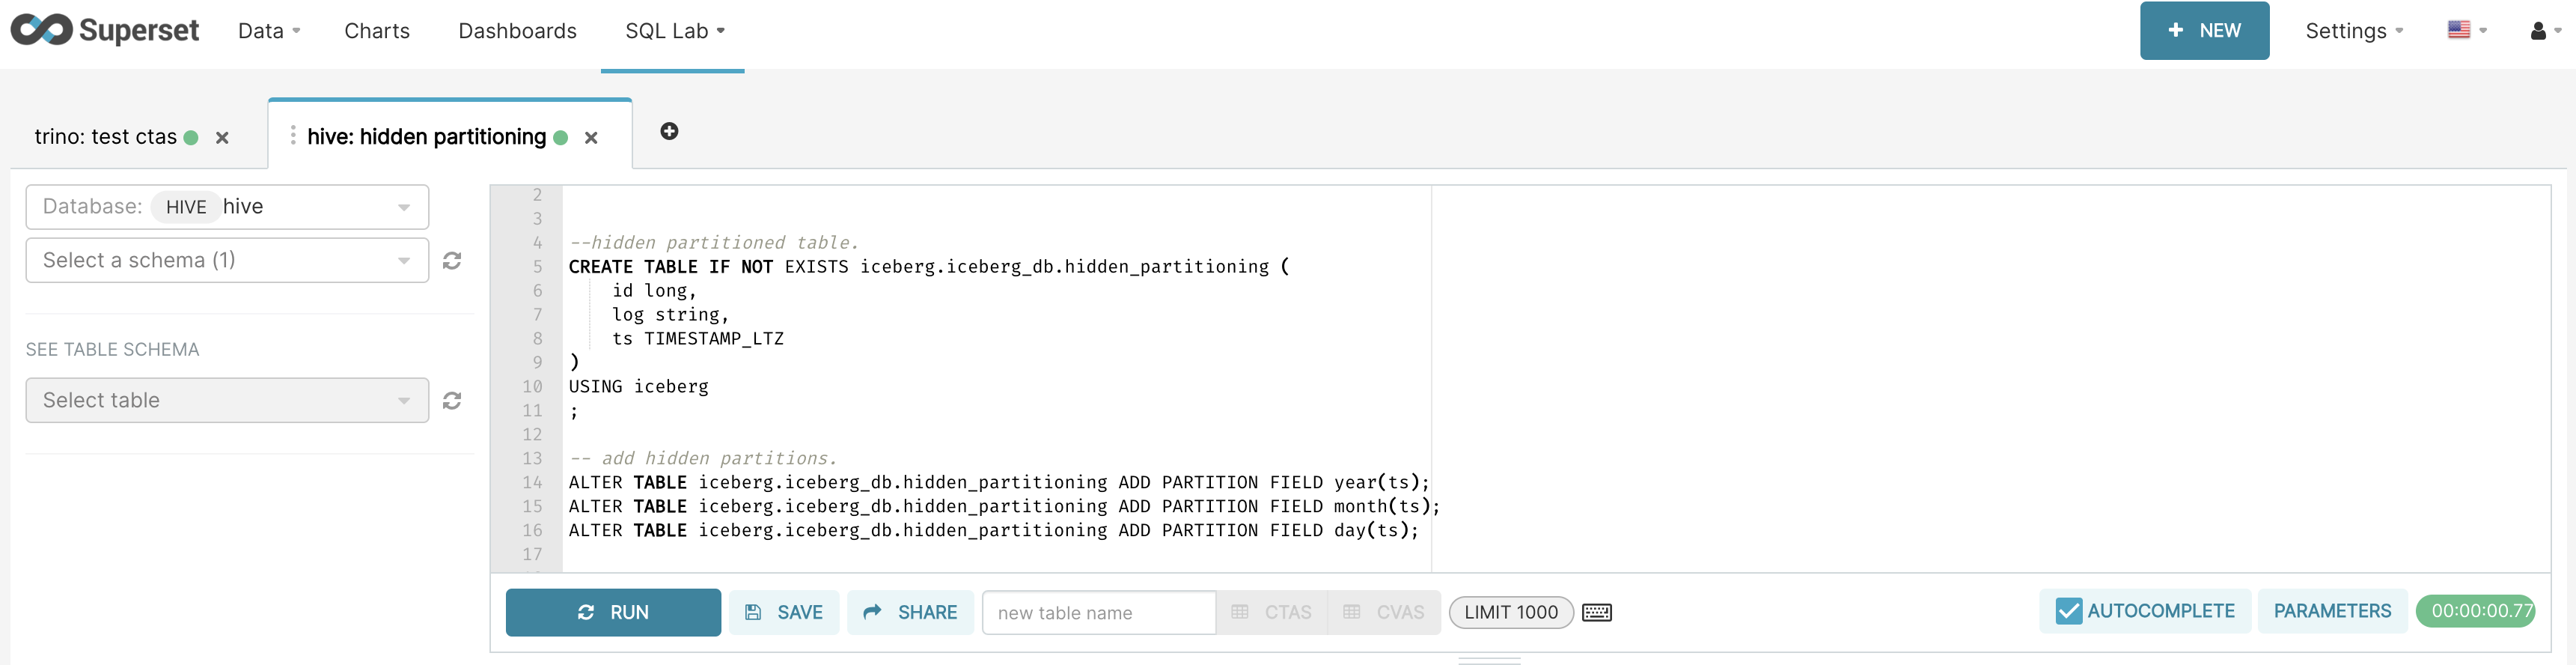 Superset Data Charts Dashboards SQL Lab + NEW Settings
trino: test ctas hive: hidden partitioning
Database: HIVE hive
Select a schema (1)
SEE TABLE SCHEMA
Select table
2
3
4 --hidden partitioned table.
5 CREATE TABLE IF NOT EXISTS iceberg.iceberg_db.hidden_partitioning (
6 id long,
7 log string,
8 ts TIMESTAMP_LTZ
9 )
10 USING iceberg
11 ;
12
13 -- add hidden partitions.
14 ALTER TABLE iceberg.iceberg_db.hidden_partitioning ADD PARTITION FIELD year(ts);
15 ALTER TABLE iceberg.iceberg_db.hidden_partitioning ADD PARTITION FIELD month(ts);
16 ALTER TABLE iceberg.iceberg_db.hidden_partitioning ADD PARTITION FIELD day(ts);
17
RUN SAVE SHARE new table name CTAS CVAS LIMIT 1000 AUTOCOMPLETE PARAMETERS 00:00:00.77